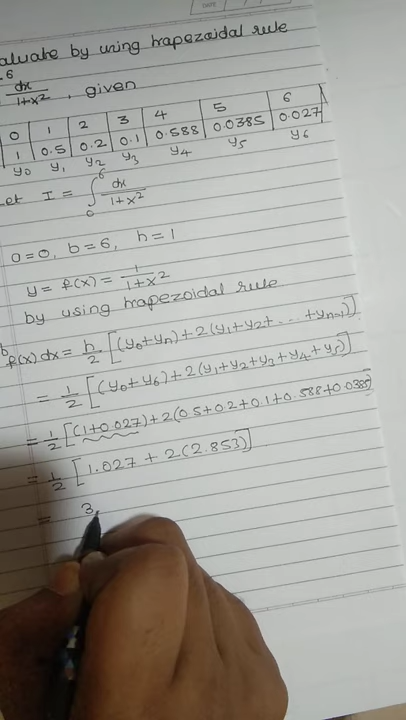 DATE
aluate by using trapezoidal rule
6
dx/1+x² , given
0 1 2 3 4 5 6
1 0.5 0.2 0.1 0.588 0.0385 0.027
y0 y1 y2 y3 y4 y5 y6
Let I = ∫₀⁶ dx/1+x²
a=0, b=6, h=1
y = f(x) = 1/1+x²
by using trapezoidal rule
b f(x) dx = h/2 [(y0+yn)+2(y1+y2+...+yn-1)]
= 1/2 [(y0+y6)+2(y1+y2+y3+y4+y5)]
= 1/2 [(1+0.027)+2(0.5+0.2+0.1+0.588+0.0385)]
= 1/2 [1.027 + 2(2.853)]
= 3.